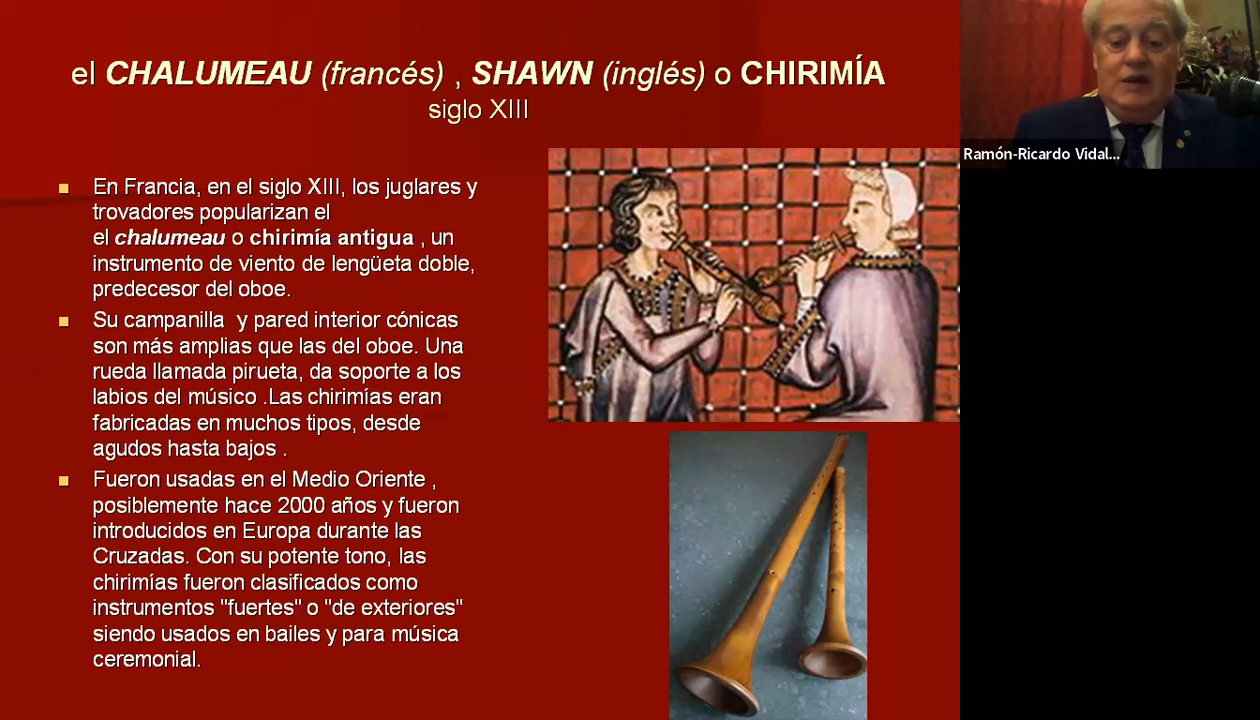 el CHALUMEAU (francés) , SHAWN (inglés) o CHIRIMÍA
siglo XIII
En Francia, en el siglo XIII, los juglares y
trovadores popularizan el
el chalumeau o chirimía antigua , un
instrumento de viento de lengüeta doble,
predecesor del oboe.
Su campanilla y pared interior cónicas
son más amplias que las del oboe. Una
rueda llamada pirueta, da soporte a los
labios del músico .Las chirimías eran
fabricadas en muchos tipos, desde
agudos hasta bajos .
Fueron usadas en el Medio Oriente ,
posiblemente hace 2000 años y fueron
introducidos en Europa durante las
Cruzadas. Con su potente tono, las
chirimías fueron clasificados como
instrumentos "fuertes" o "de exteriores"
siendo usados en bailes y para música
ceremonial.
Ramón-Ricardo Vidal...